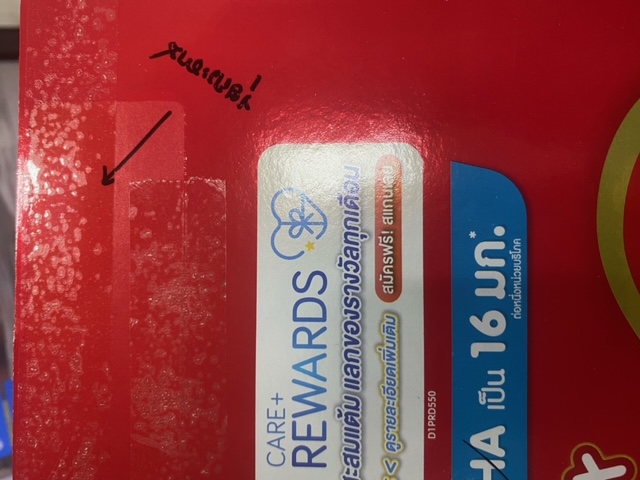 CARE+
REWARDS
ะสมแต้ม แลกของรางวัลทุกเดือน
<< ดูรายละเอียดเพิ่มเติม สมัครฟรี! สแกนเลย
D1PRD550
HA เป็น 16 มก.*
ต่อหนึ่งหน่วยบริโภค